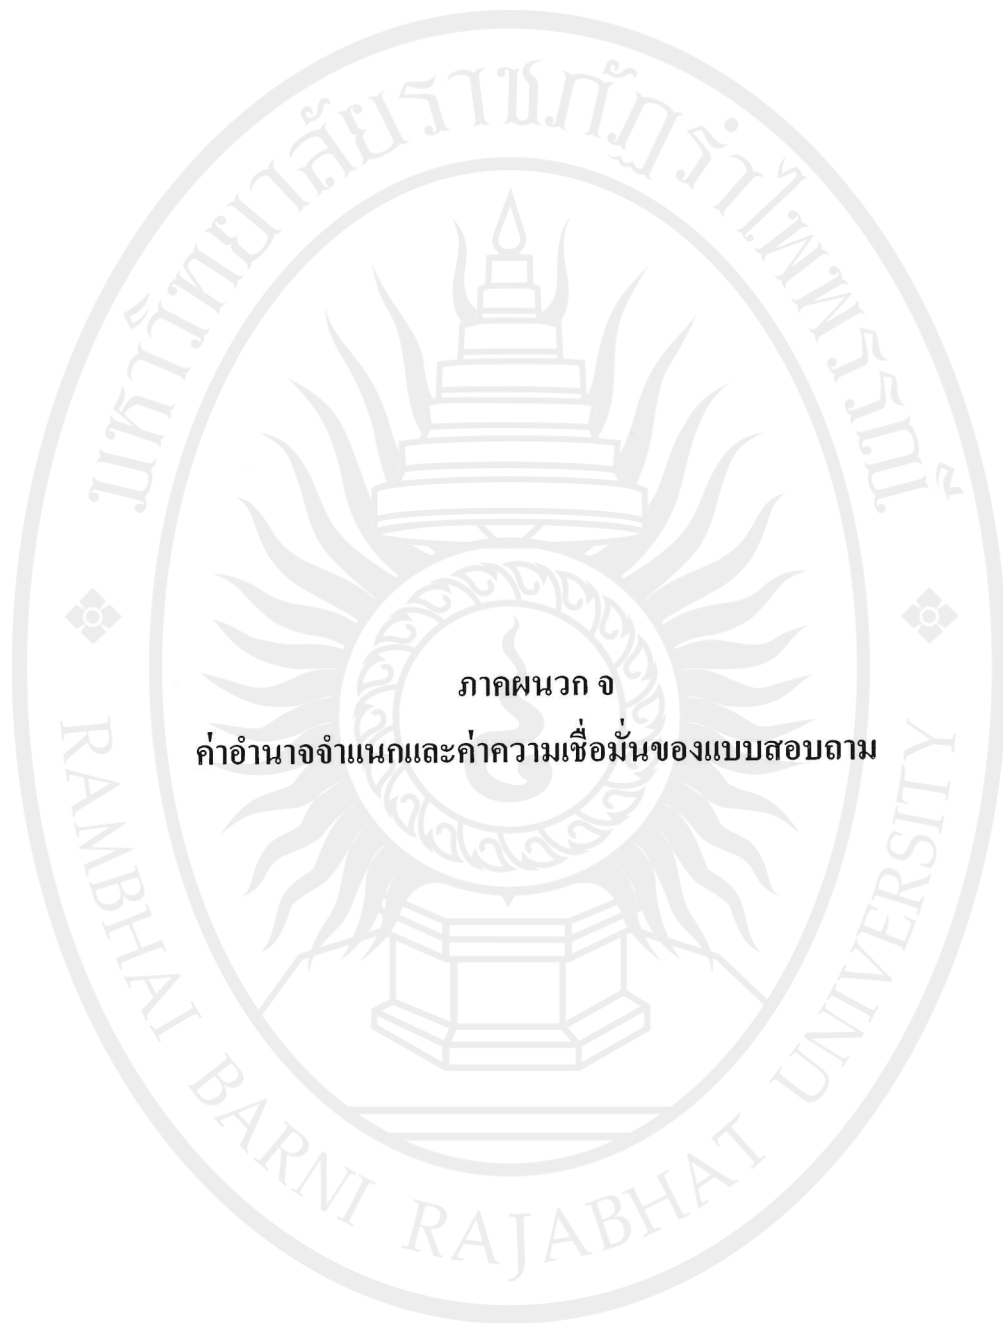 มหาวิทยาลัยราชภัฏรำไพพรรณี
ภาคผนวก จ
ค่าอำนาจจำแนกและค่าความเชื่อมั่นของแบบสอบถาม
RAMBHAI BARNI RAJABHAT UNIVERSITY